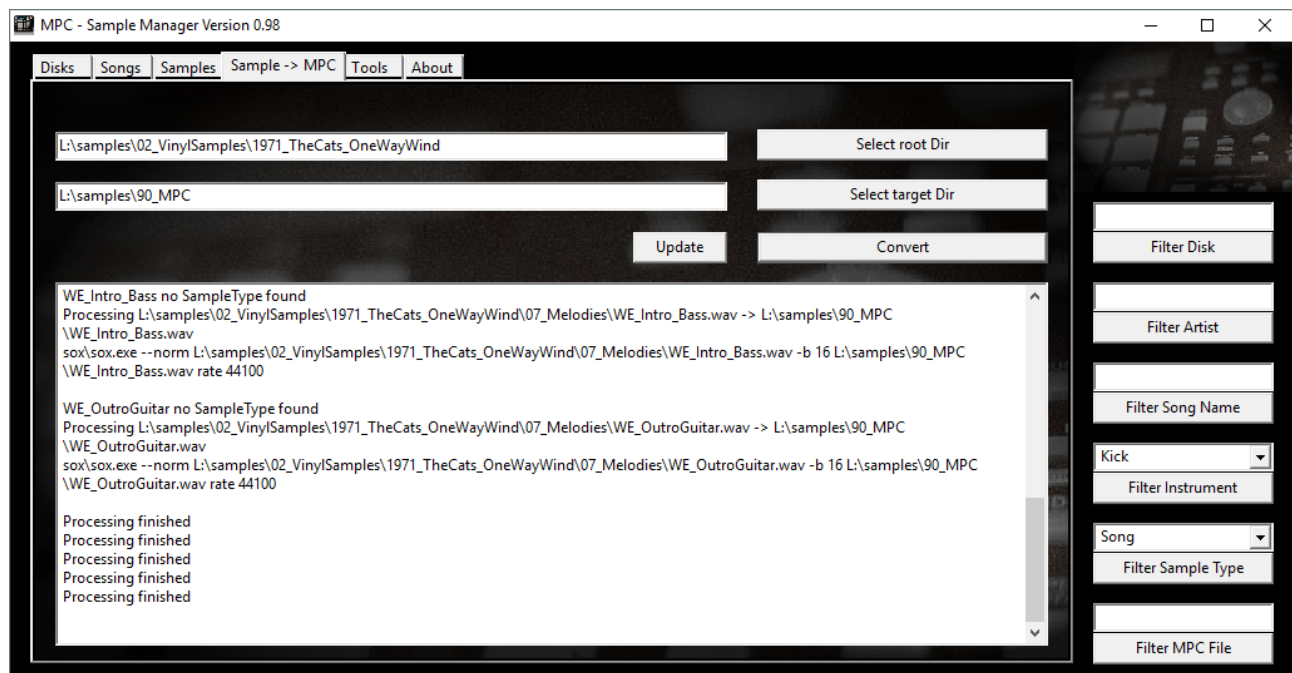 MPC - Sample Manager Version 0.98
Disks Songs Samples Sample -> MPC Tools About
L:\samples\02_VinylSamples\1971_TheCats_OneWayWind
Select root Dir
L:\samples\90_MPC
Select target Dir
Update
Convert
WE_Intro_Bass no SampleType found
Processing L:\samples\02_VinylSamples\1971_TheCats_OneWayWind\07_Melodies\WE_Intro_Bass.wav -> L:\samples\90_MPC
\WE_Intro_Bass.wav
sox\sox.exe --norm L:\samples\02_VinylSamples\1971_TheCats_OneWayWind\07_Melodies\WE_Intro_Bass.wav -b 16 L:\samples\90_MPC
\WE_Intro_Bass.wav rate 44100
WE_OutroGuitar no SampleType found
Processing L:\samples\02_VinylSamples\1971_TheCats_OneWayWind\07_Melodies\WE_OutroGuitar.wav -> L:\samples\90_MPC
\WE_OutroGuitar.wav
sox\sox.exe --norm L:\samples\02_VinylSamples\1971_TheCats_OneWayWind\07_Melodies\WE_OutroGuitar.wav -b 16 L:\samples\90_MPC
\WE_OutroGuitar.wav rate 44100
Processing finished
Processing finished
Processing finished
Processing finished
Processing finished
Filter Disk
Filter Artist
Filter Song Name
Kick
Filter Instrument
Song
Filter Sample Type
Filter MPC File